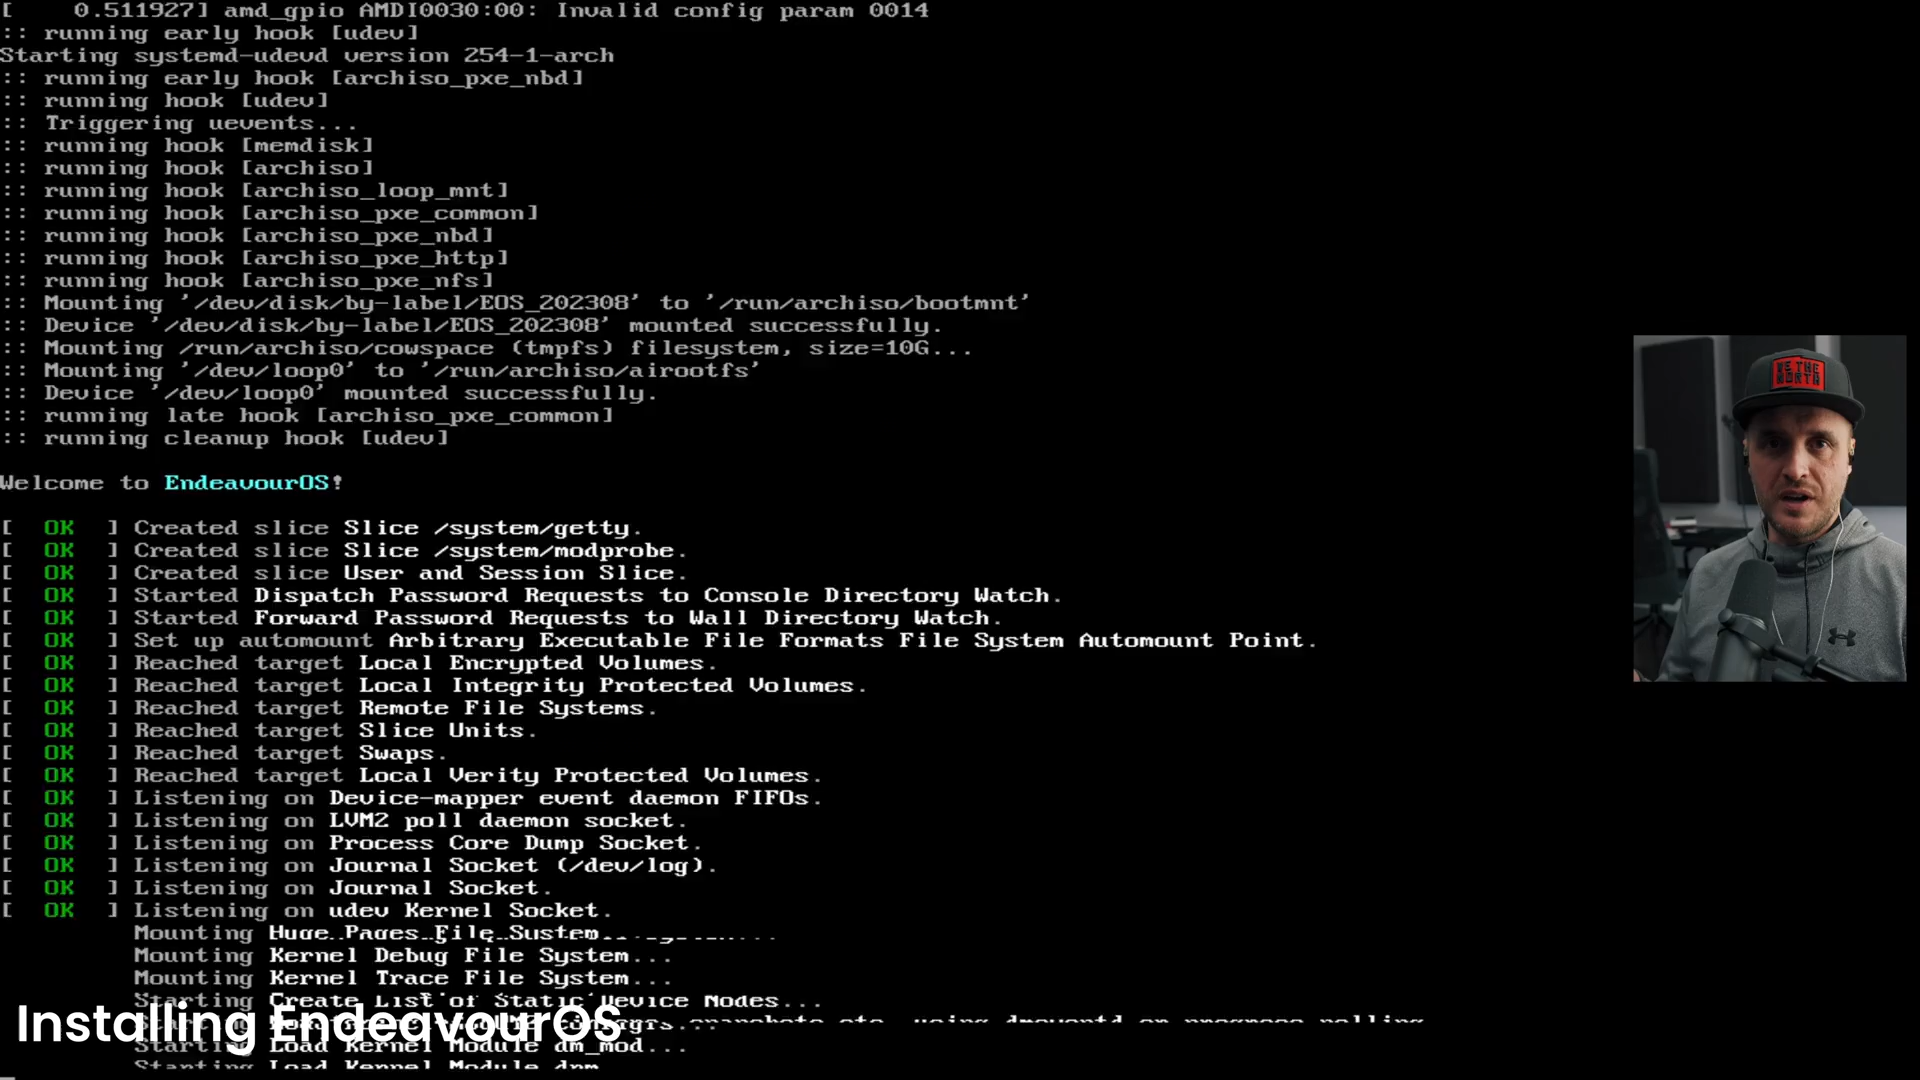 [    0.511927] amd_gpio AMDI0030:00: Invalid config param 0014
:: running early hook [udev]
Starting systemd-udevd version 254-1-arch
:: running early hook [archiso_pxe_nbd]
:: running hook [udev]
:: Triggering uevents...
:: running hook [memdisk]
:: running hook [archiso]
:: running hook [archiso_loop_mnt]
:: running hook [archiso_pxe_common]
:: running hook [archiso_pxe_nbd]
:: running hook [archiso_pxe_http]
:: running hook [archiso_pxe_nfs]
:: Mounting '/dev/disk/by-label/EOS_202308' to '/run/archiso/bootmnt'
:: Device '/dev/disk/by-label/EOS_202308' mounted successfully.
:: Mounting /run/archiso/cowspace (tmpfs) filesystem, size=10G...
:: Mounting '/dev/loop0' to '/run/archiso/airootfs'
:: Device '/dev/loop0' mounted successfully.
:: running late hook [archiso_pxe_common]
:: running cleanup hook [udev]
Welcome to EndeavourOS!
[  OK  ] Created slice Slice /system/getty.
[  OK  ] Created slice Slice /system/modprobe.
[  OK  ] Created slice User and Session Slice.
[  OK  ] Started Dispatch Password Requests to Console Directory Watch.
[  OK  ] Started Forward Password Requests to Wall Directory Watch.
[  OK  ] Set up automount Arbitrary Executable File Formats File System Automount Point.
[  OK  ] Reached target Local Encrypted Volumes.
[  OK  ] Reached target Local Integrity Protected Volumes.
[  OK  ] Reached target Remote File Systems.
[  OK  ] Reached target Slice Units.
[  OK  ] Reached target Swaps.
[  OK  ] Reached target Local Verity Protected Volumes.
[  OK  ] Listening on Device-mapper event daemon FIFOs.
[  OK  ] Listening on LVM2 poll daemon socket.
[  OK  ] Listening on Process Core Dump Socket.
[  OK  ] Listening on Journal Socket (/dev/log).
[  OK  ] Listening on Journal Socket.
[  OK  ] Listening on udev Kernel Socket.
Mounting Huge Pages File System
Mounting Kernel Debug File System...
Mounting Kernel Trace File System...
Starting Create List of Static Device Nodes...
Starting Load Kernel Module dm_mod...
Starting Load Kernel Module
Installing EndeavourOS
BE THE
NORTH